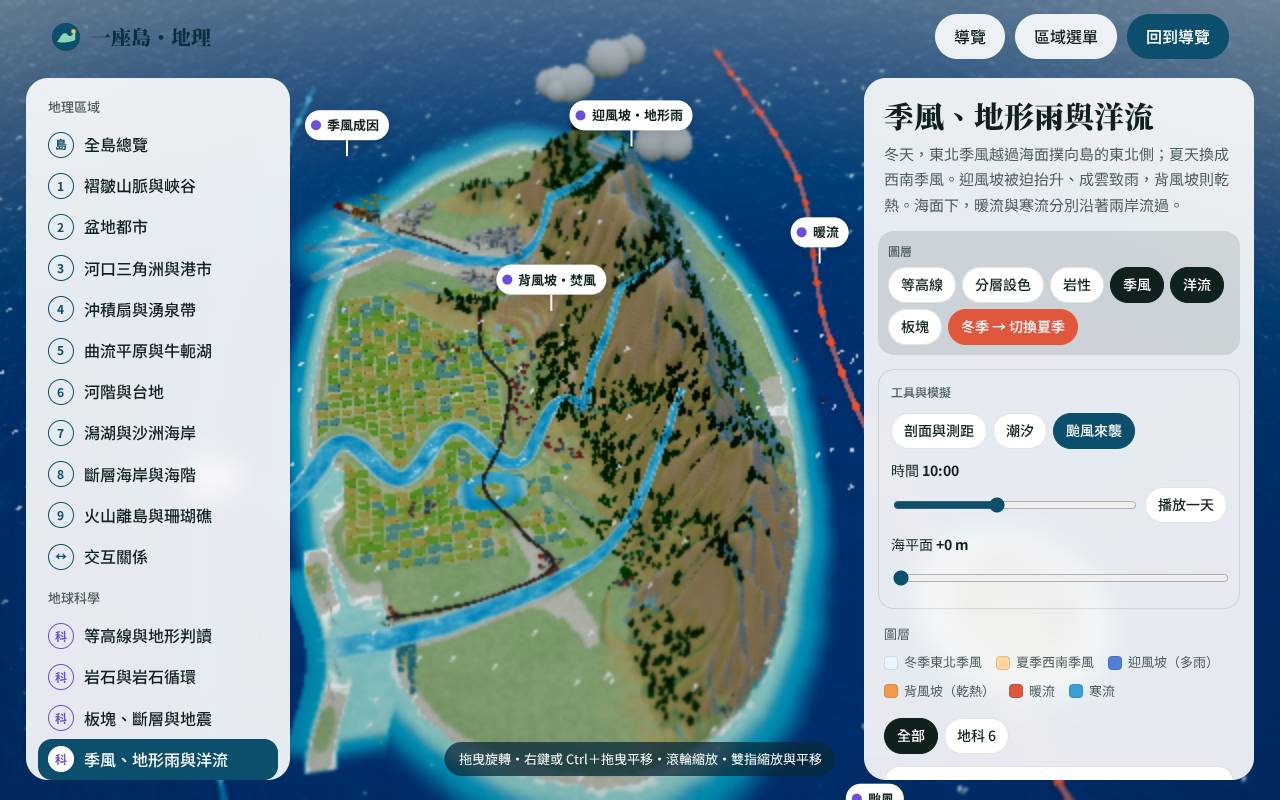 一座島・地理
導覽
區域選單
回到導覽
地理區域
島 全島總覽
1 褶皺山脈與峽谷
2 盆地都市
3 河口三角洲與港市
4 沖積扇與湧泉帶
5 曲流平原與牛軛湖
6 河階與台地
7 潟湖與沙洲海岸
8 斷層海岸與海階
9 火山離島與珊瑚礁
↔ 交互關係
地球科學
科 等高線與地形判讀
科 岩石與岩石循環
科 板塊、斷層與地震
科 季風、地形雨與洋流
季風成因
迎風坡・地形雨
暖流
背風坡・焚風
颱風
拖曳旋轉・右鍵或 Ctrl＋拖曳平移・滾輪縮放・雙指縮放與平移
季風、地形雨與洋流
冬天，東北季風越過海面撲向島的東北側；夏天換成
西南季風。迎風坡被迫抬升、成雲致雨，背風坡則乾
熱。海面下，暖流與寒流分別沿著兩岸流過。
圖層
等高線 分層設色 岩性 季風 洋流
板塊 冬季 → 切換夏季
工具與模擬
剖面與測距 潮汐 颱風來襲
時間 10:00
播放一天
海平面 +0 m
圖層
冬季東北季風 夏季西南季風 迎風坡（多雨）
背風坡（乾熱） 暖流 寒流
全部 地科 6